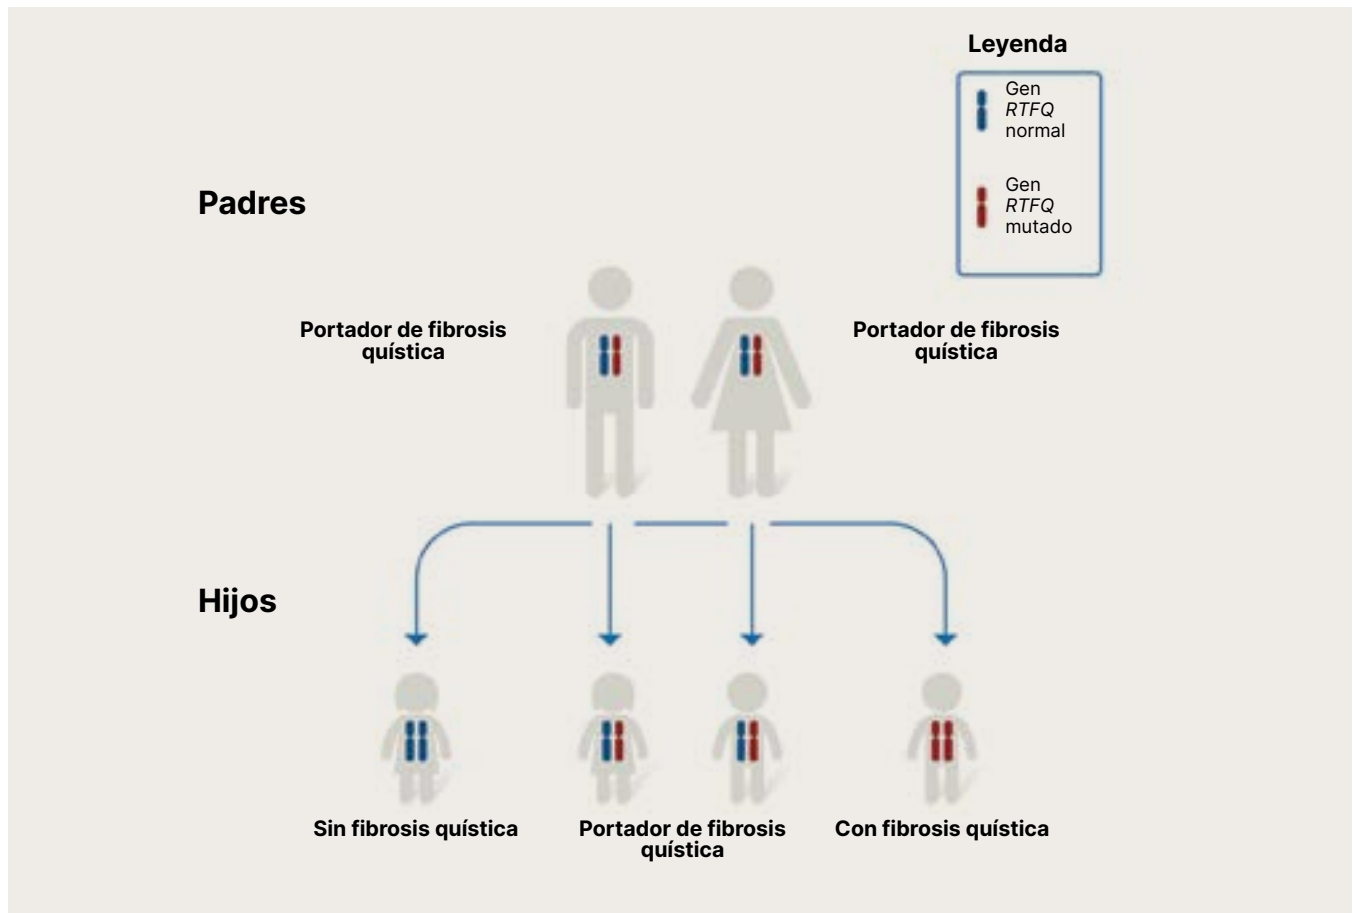 Leyenda
Gen
RTFQ
normal
Gen
RTFQ
mutado
Padres
Portador de fibrosis
quística
Portador de fibrosis
quística
Hijos
Sin fibrosis quística
Portador de fibrosis
quística
Con fibrosis quística